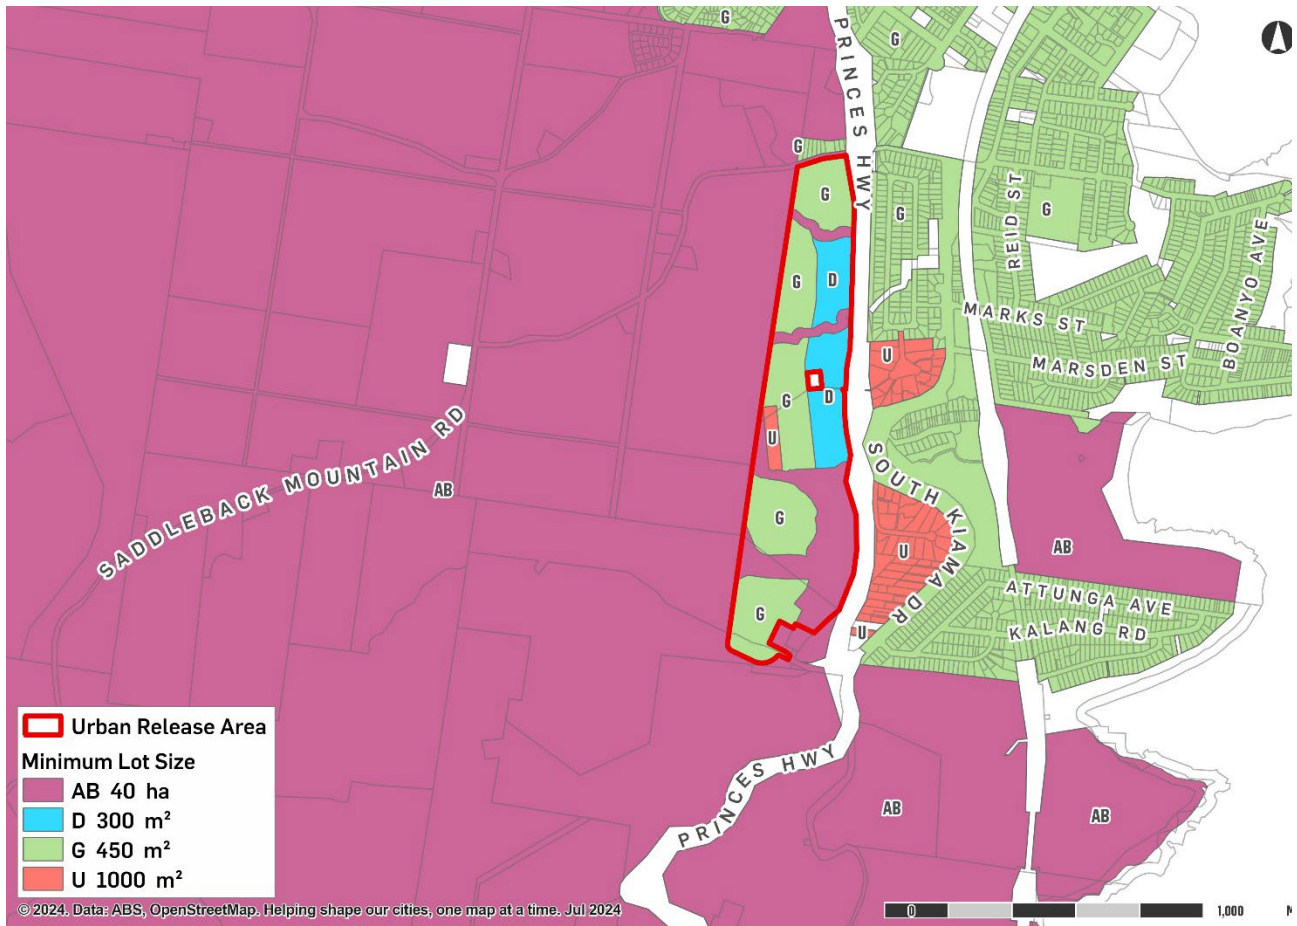 G
G
PRINCES HWY
G
G
G
G
REID ST
BOANYO AVE
G
D
MARKS ST
MARSDEN ST
U
G
D
U
SADDLEBACK MOUNTAIN RD
AB
G
SOUTH KIAMA DR
U
AB
ATTUNGA AVE
G
KALANG RD
U
PRINCES HWY
AB
AB
Urban Release Area
Minimum Lot Size
AB 40 ha
D 300 m²
G 450 m²
U 1000 m²
© 2024. Data: ABS, OpenStreetMap. Helping shape our cities, one map at a time. Jul 2024
0 1,000 M